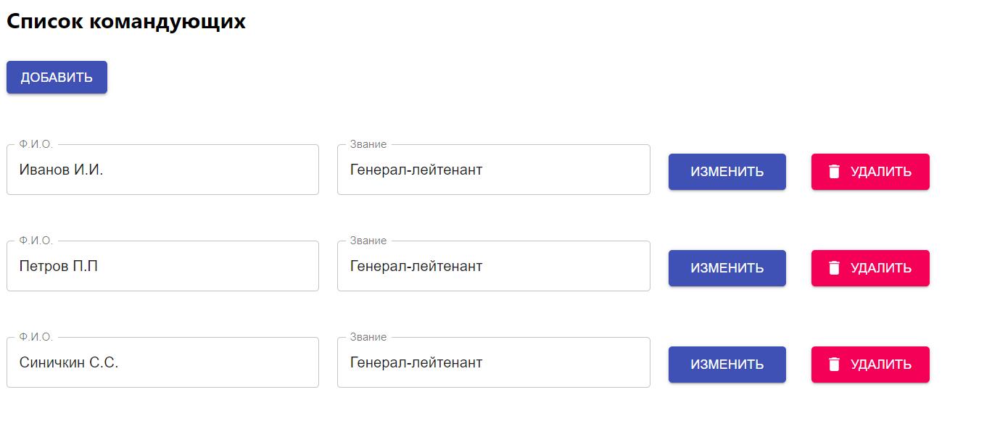 Список командующих
ДОБАВИТЬ
Ф.И.О. Звание
Иванов И.И. Генерал-лейтенант ИЗМЕНИТЬ УДАЛИТЬ
Ф.И.О. Звание
Петров П.П Генерал-лейтенант ИЗМЕНИТЬ УДАЛИТЬ
Ф.И.О. Звание
Синичкин С.С. Генерал-лейтенант ИЗМЕНИТЬ УДАЛИТЬ